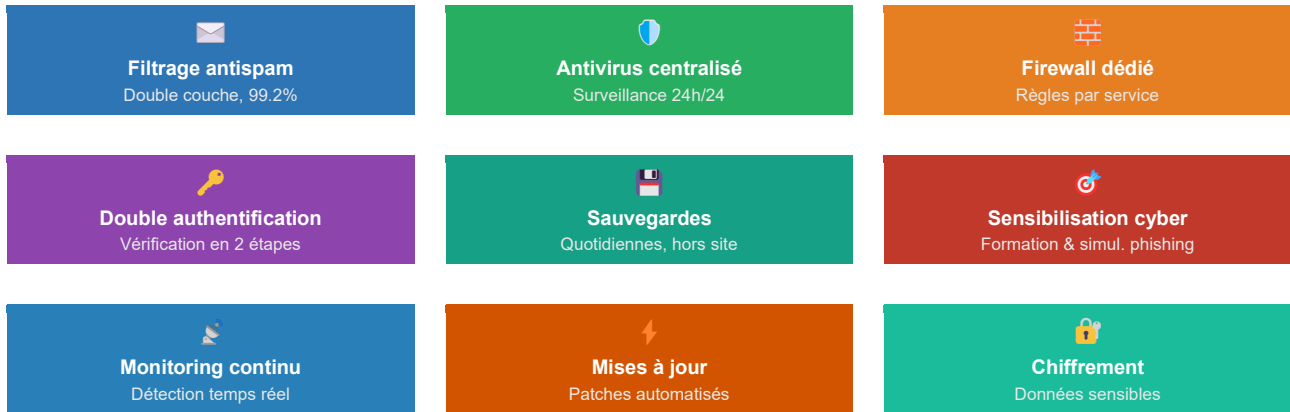 Filtrage antispam
Double couche, 99.2%
Antivirus centralisé
Surveillance 24h/24
Firewall dédié
Règles par service
Double authentification
Vérification en 2 étapes
Sauvegardes
Quotidiennes, hors site
Sensibilisation cyber
Formation & simul. phishing
Monitoring continu
Détection temps réel
Mises à jour
Patches automatisés
Chiffrement
Données sensibles